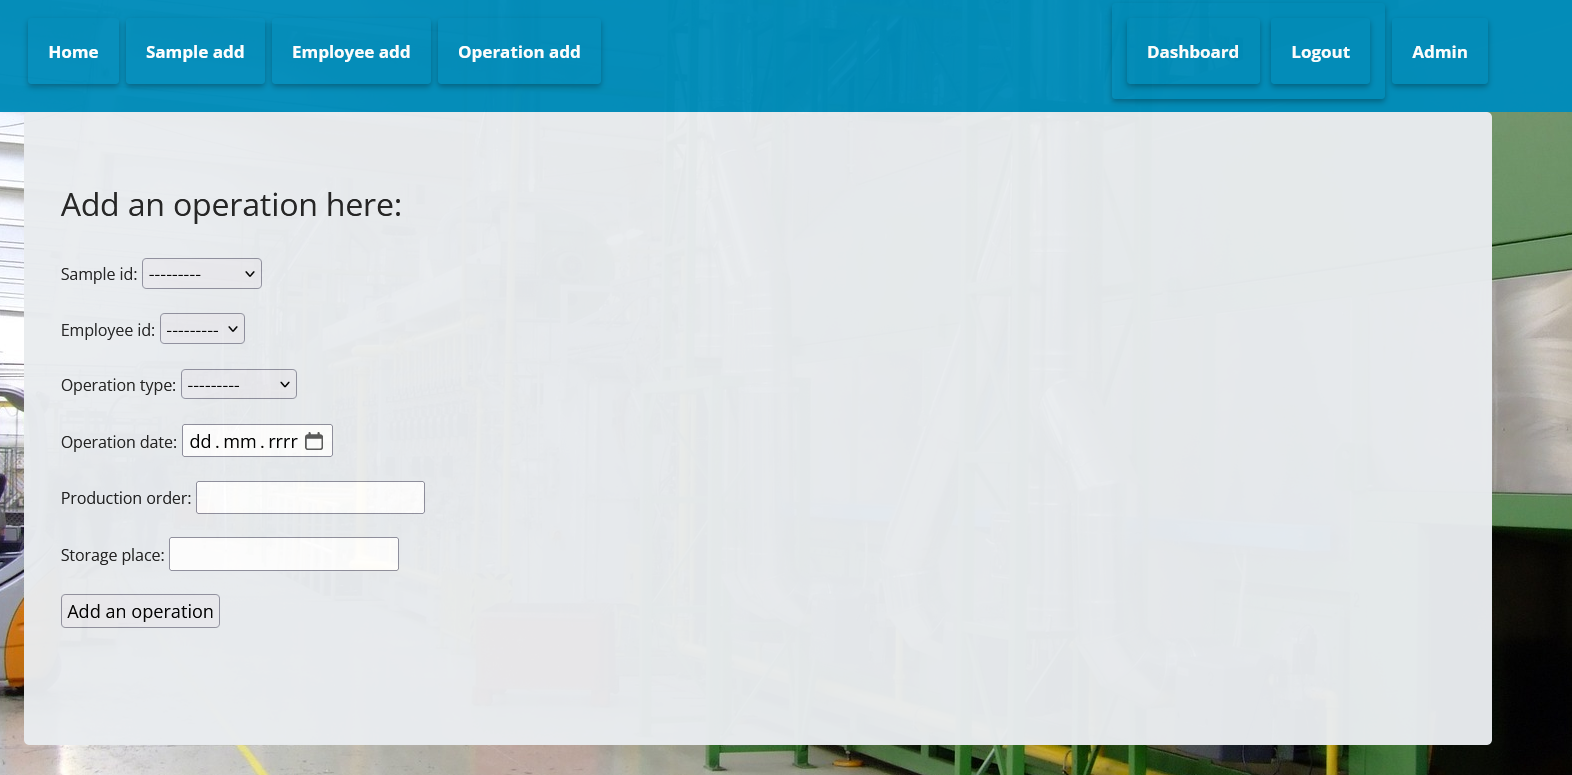 Home Sample add Employee add Operation add Dashboard Logout Admin
Add an operation here:
Sample id: ---------
Employee id: ---------
Operation type: ---------
Operation date: dd.mm.rrrr
Production order:
Storage place:
Add an operation